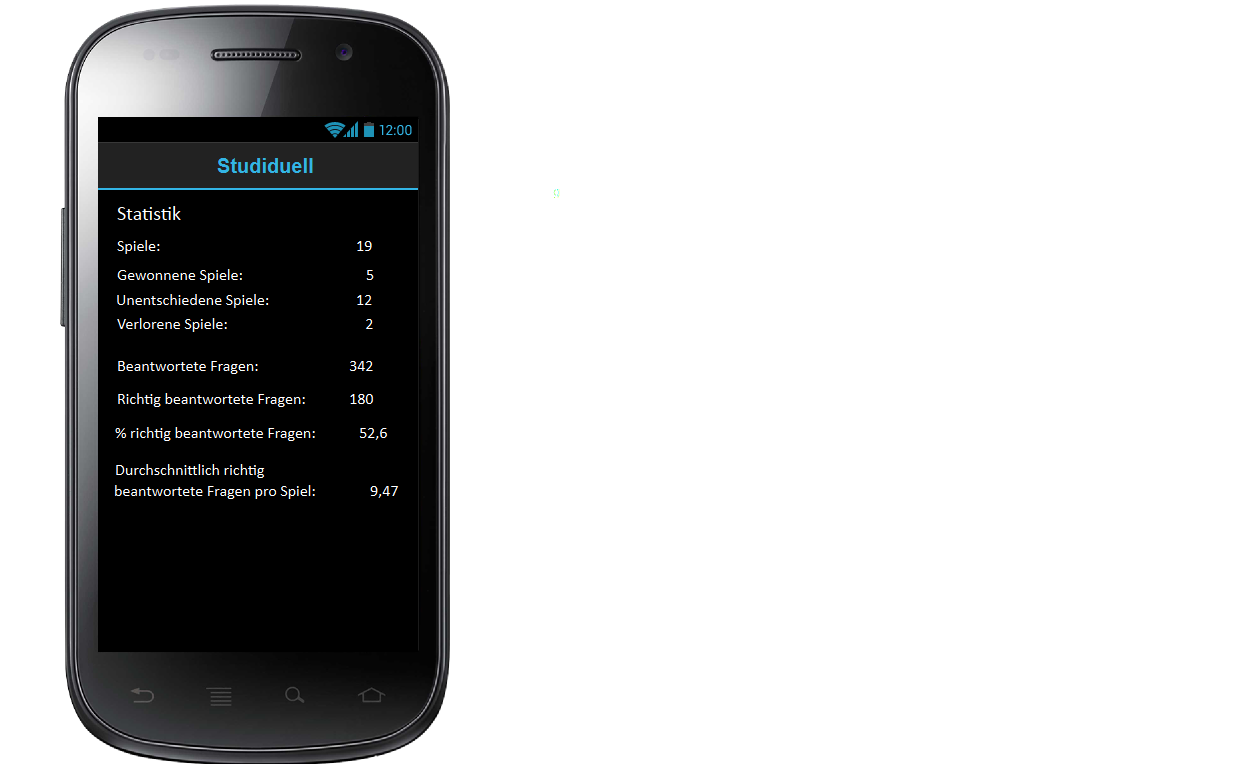 12:00
Studiduell
Statistik
Spiele: 19
Gewonnene Spiele: 5
Unentschiedene Spiele: 12
Verlorene Spiele: 2
Beantwortete Fragen: 342
Richtig beantwortete Fragen: 180
% richtig beantwortete Fragen: 52,6
Durchschnittlich richtig
beantwortete Fragen pro Spiel: 9,47